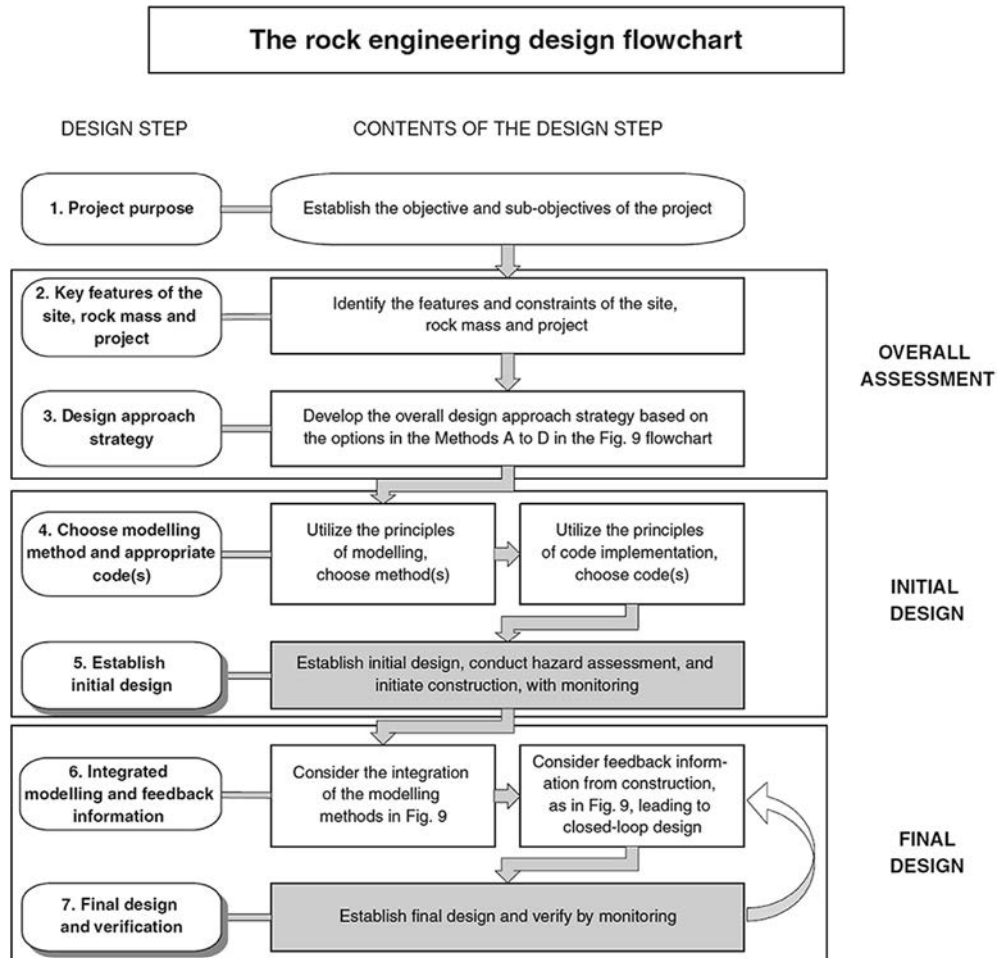 The rock engineering design flowchart
DESIGN STEP
CONTENTS OF THE DESIGN STEP
1. Project purpose
Establish the objective and sub-objectives of the project
2. Key features of the
site, rock mass and
project
Identify the features and constraints of the site,
rock mass and project
3. Design approach
strategy
Develop the overall design approach strategy based on
the options in the Methods A to D in the Fig. 9 flowchart
OVERALL
ASSESSMENT
4. Choose modelling
method and appropriate
code(s)
Utilize the principles
of modelling,
choose method(s)
Utilize the principles
of code implementation,
choose code(s)
5. Establish
initial design
Establish initial design, conduct hazard assessment, and
initiate construction, with monitoring
INITIAL
DESIGN
6. Integrated
modelling and feedback
information
Consider the integration
of the modelling
methods in Fig. 9
Consider feedback inform-
ation from construction,
as in Fig. 9, leading to
closed-loop design
7. Final design
and verification
Establish final design and verify by monitoring
FINAL
DESIGN